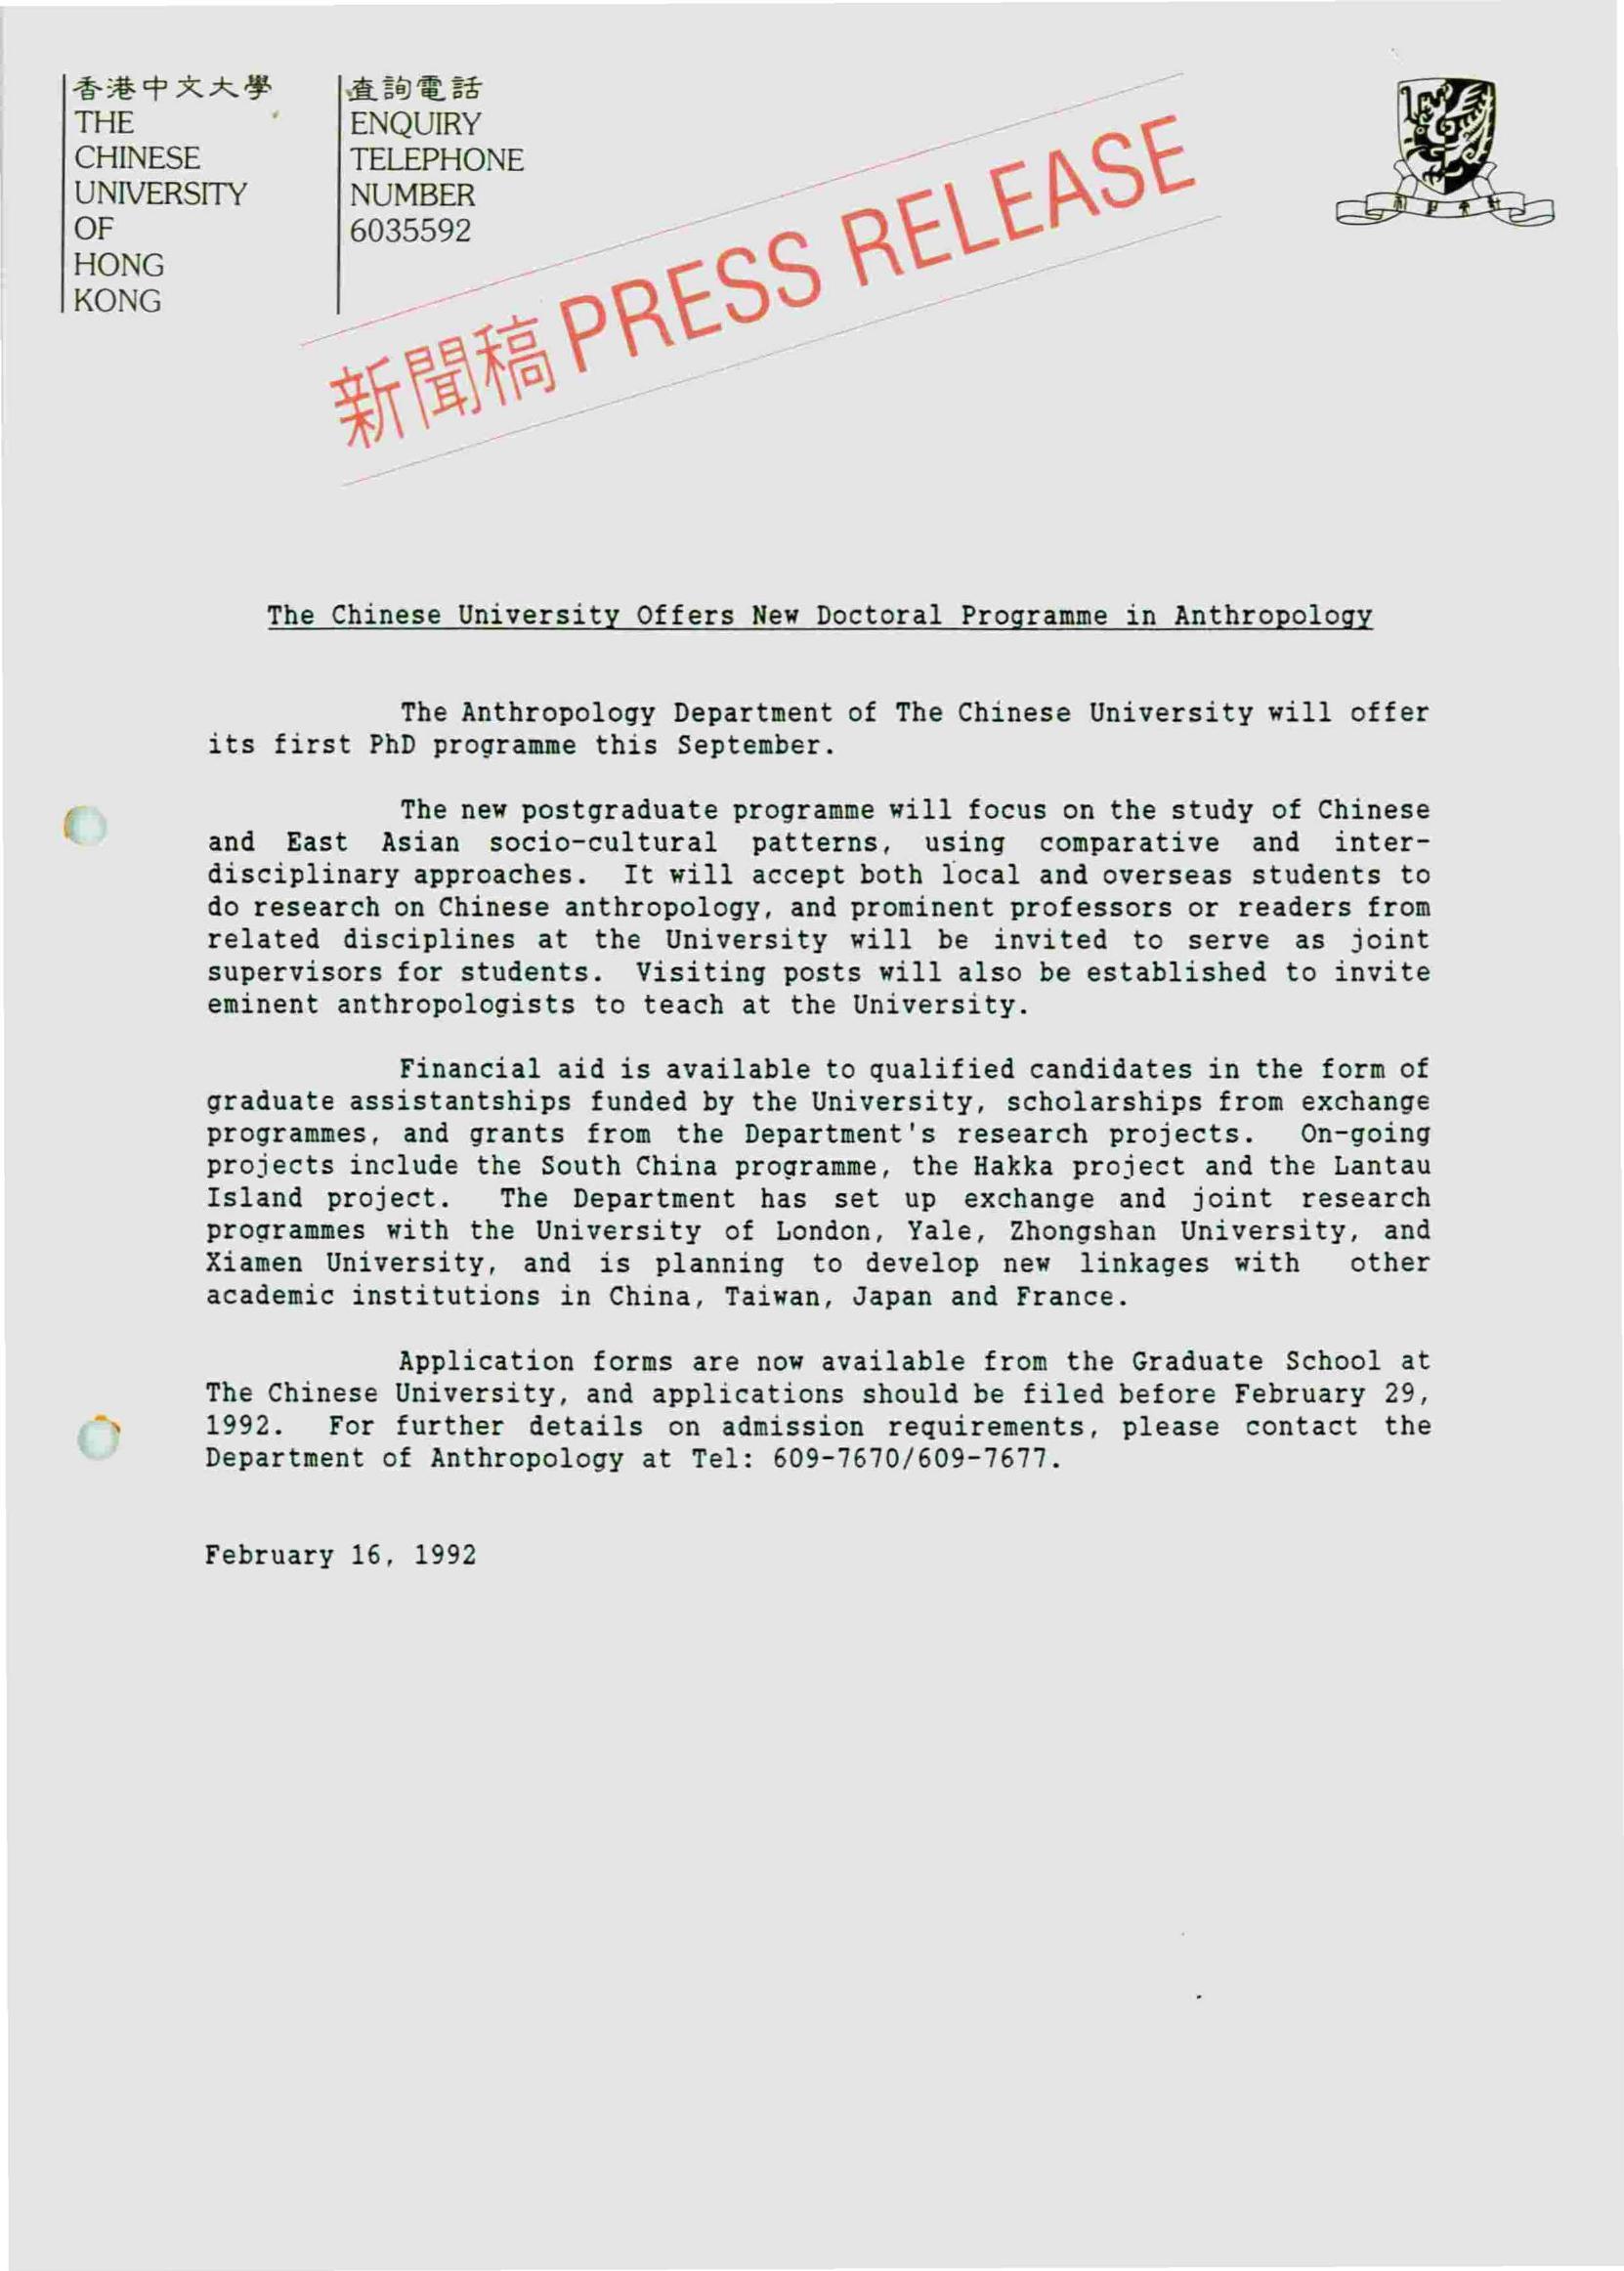 香港中文大學
THE
CHINESE
UNIVERSITY
OF
HONG
KONG
查詢電話
ENQUIRY
TELEPHONE
NUMBER
6035592
新聞稿 PRESS RELEASE
The Chinese University Offers New Doctoral Programme in Anthropology
The Anthropology Department of The Chinese University will offer
its first PhD programme this September.
The new postgraduate programme will focus on the study of Chinese
and East Asian socio-cultural patterns, using comparative and inter-
disciplinary approaches. It will accept both local and overseas students to
do research on Chinese anthropology, and prominent professors or readers from
related disciplines at the University will be invited to serve as joint
supervisors for students. Visiting posts will also be established to invite
eminent anthropologists to teach at the University.
Financial aid is available to qualified candidates in the form of
graduate assistantships funded by the University, scholarships from exchange
programmes, and grants from the Department's research projects. On-going
projects include the South China programme, the Hakka project and the Lantau
Island project. The Department has set up exchange and joint research
programmes with the University of London, Yale, Zhongshan University, and
Xiamen University, and is planning to develop new linkages with other
academic institutions in China, Taiwan, Japan and France.
Application forms are now available from the Graduate School at
The Chinese University, and applications should be filed before February 29,
1992. For further details on admission requirements, please contact the
Department of Anthropology at Tel: 609-7670/609-7677.
February 16, 1992